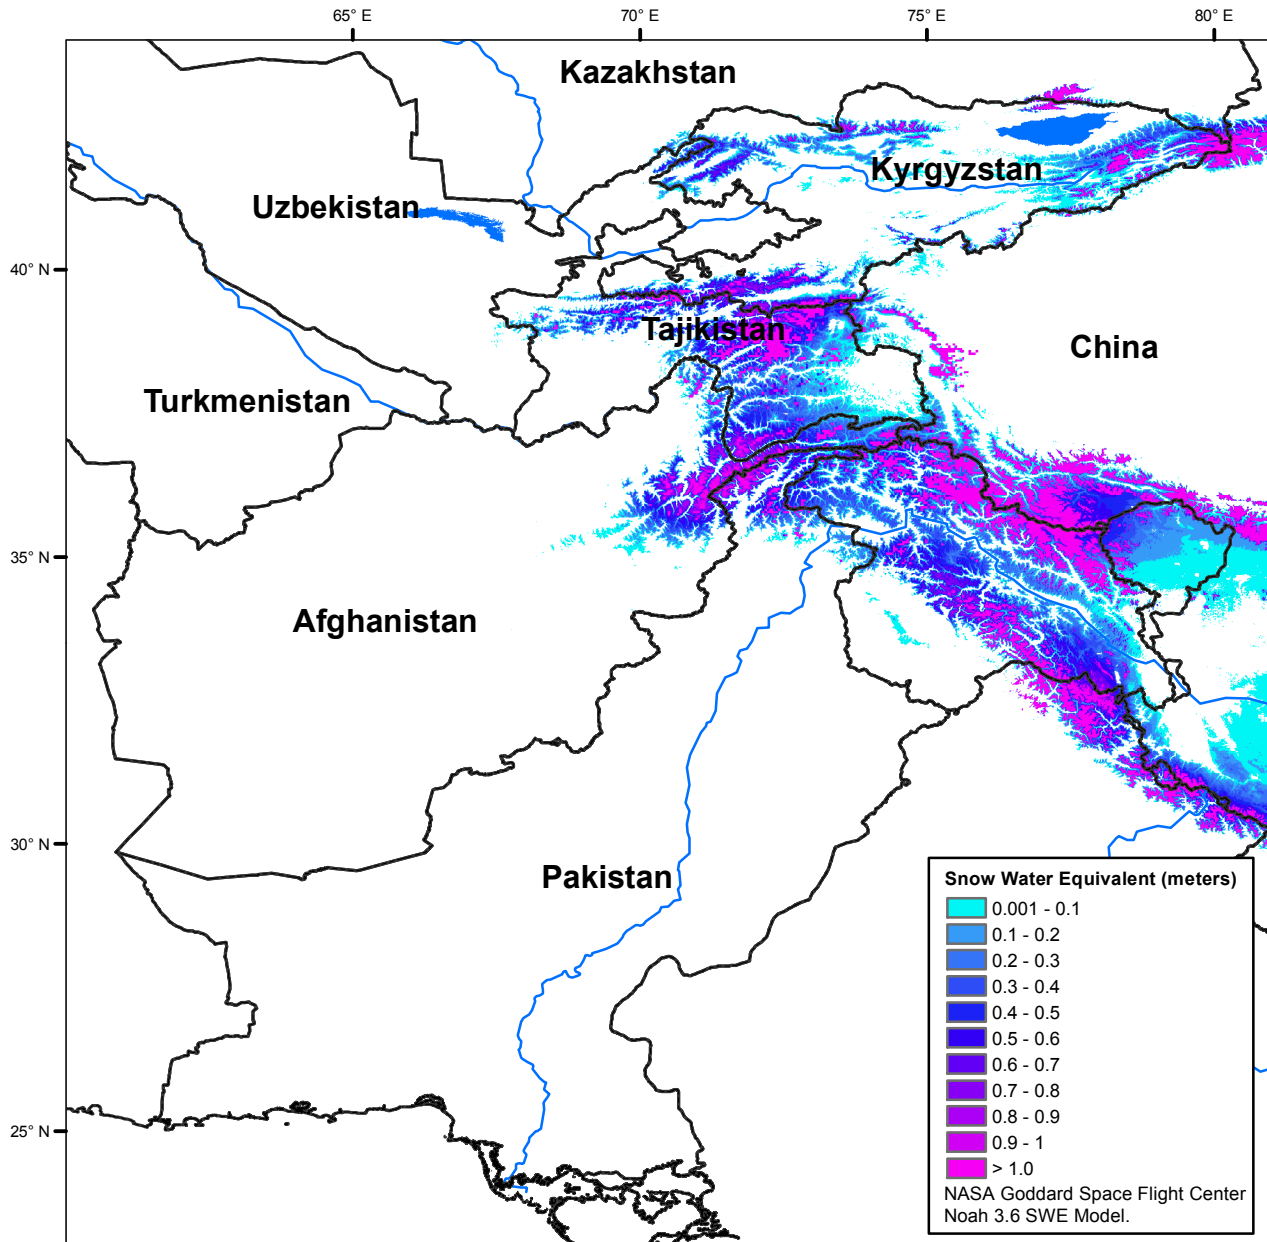 65° E
70° E
75° E
80° E
Kazakhstan
Kyrgyzstan
Uzbekistan
40° N
Tajikistan
China
Turkmenistan
35° N
Afghanistan
30° N
Pakistan
25° N
Snow Water Equivalent (meters)
0.001 - 0.1
0.1 - 0.2
0.2 - 0.3
0.3 - 0.4
0.4 - 0.5
0.5 - 0.6
0.6 - 0.7
0.7 - 0.8
0.8 - 0.9
0.9 - 1
> 1.0
NASA Goddard Space Flight Center
Noah 3.6 SWE Model.